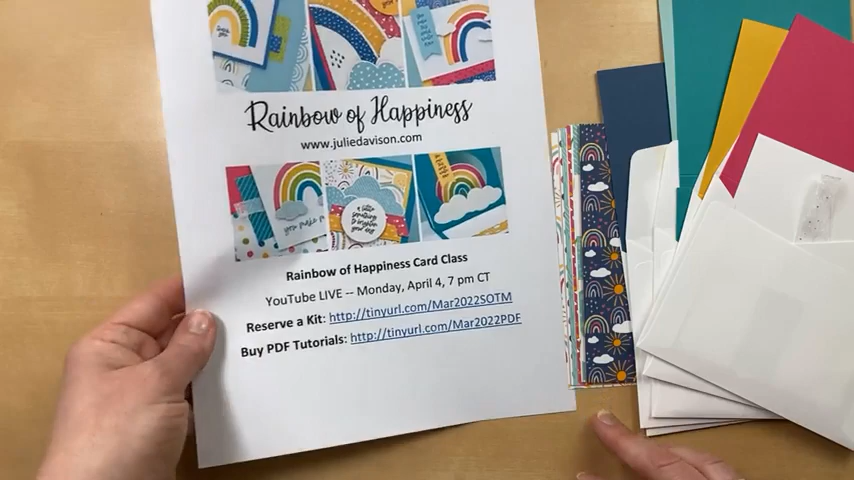 Rainbow of Happiness
www.juliedavison.com
Rainbow of Happiness Card Class
YouTube LIVE -- Monday, April 4, 7 pm CT
Reserve a Kit: http://tinyurl.com/Mar2022SOTM
Buy PDF Tutorials: http://tinyurl.com/Mar2022PDF